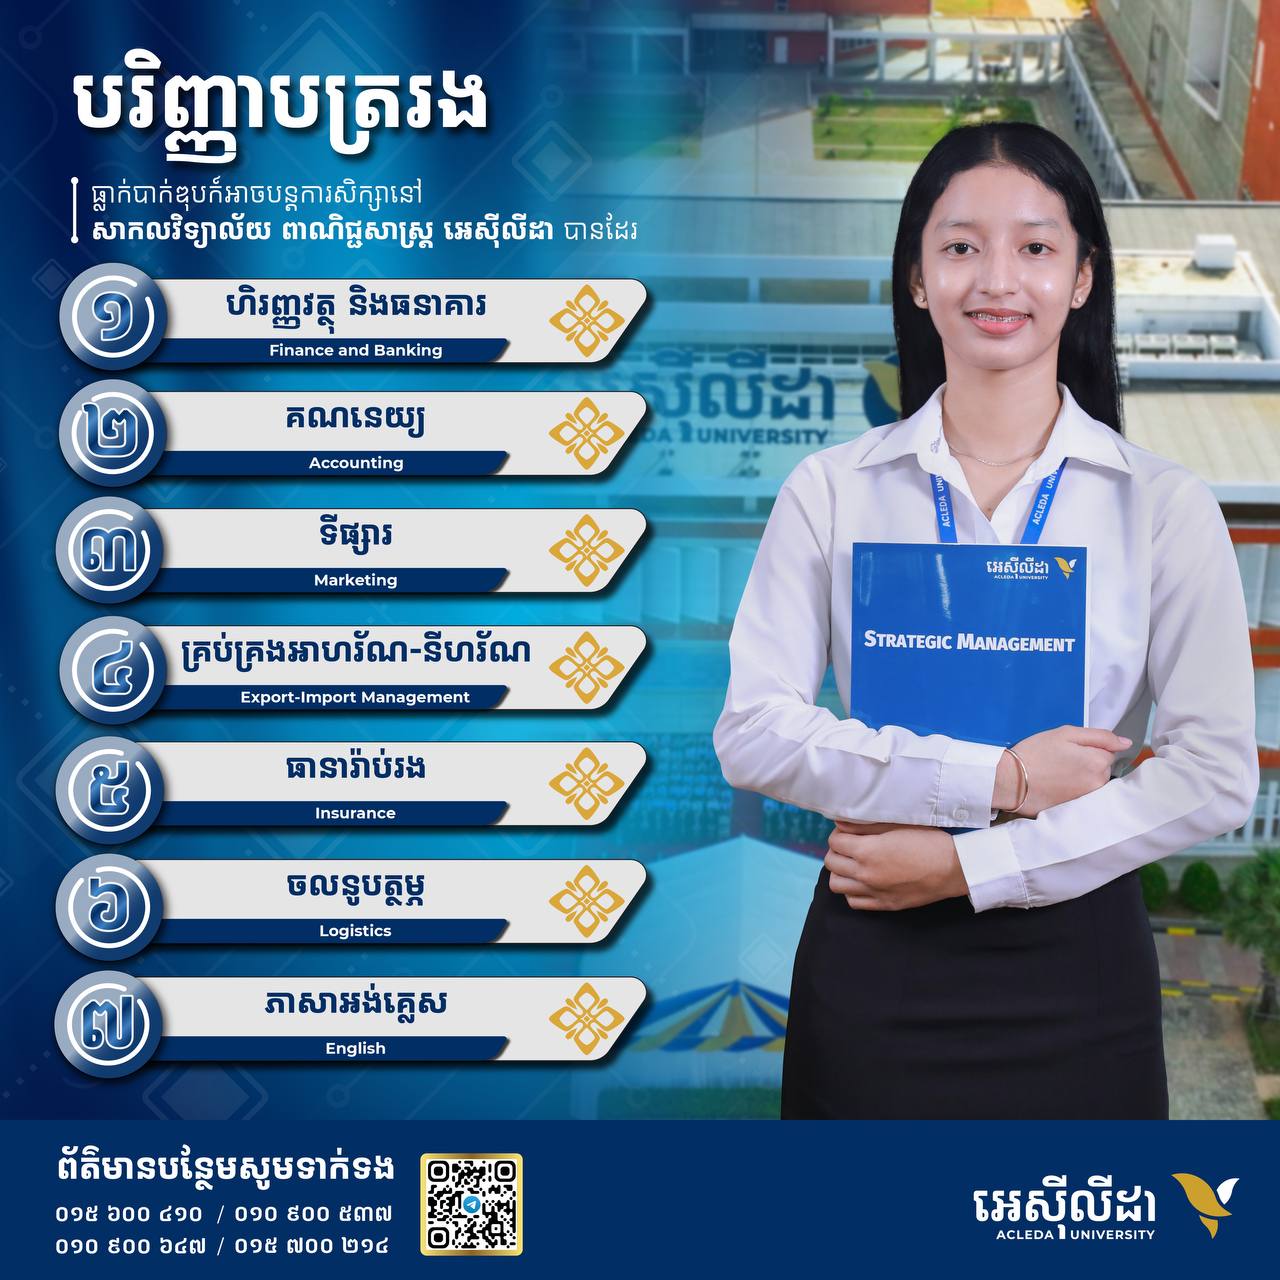 បរិញ្ញាបត្ររង
ធ្លាក់បាក់ឌុបក៍អាចបន្តការសិក្សានៅ
សាកលវិទ្យាល័យ ពាណិជ្ជសាស្ត្រ អេស៊ីលីដា បានដែរ
១
ហិរញ្ញវត្ថុ និងធនាគារ
Finance and Banking
២
គណនេយ្យ
Accounting
៣
ទីផ្សារ
Marketing
៤
គ្រប់គ្រងអាហរ័ណ-នីហរ័ណ
Export-Import Management
៥
ធានារ៉ាប់រង
Insurance
៦
ចលនូបត្ថម្ភ
Logistics
៧
ភាសាអង់គ្លេស
English
UNIVERSITY
ACLEDA UNI
ACLEDA UNI
អេស៊ីលីដា
ACLEDA UNIVERSITY
STRATEGIC MANAGEMENT
ព័ត៌មានបន្ថែមសូមទាក់ទង
០១៥ ៦០០ ៤១០ / ០១០ ៩០០ ៥៣៧
០១០ ៩០០ ៦៤៧ / ០១៥ ៧០០ ២១៤
អេស៊ីលីដា
ACLEDA UNIVERSITY